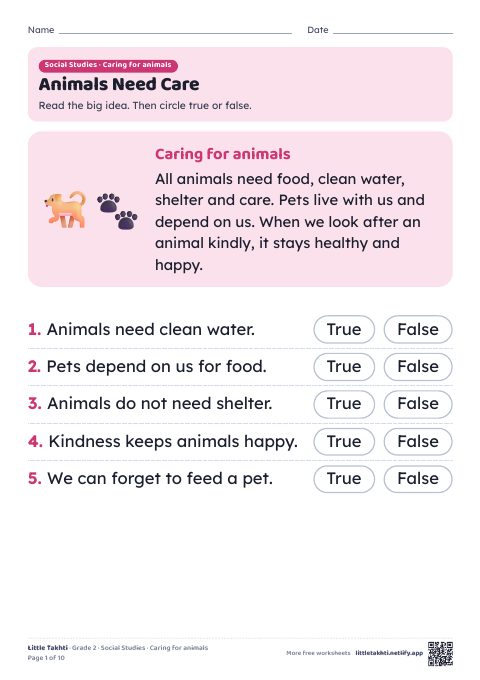 Name
Date
Social Studies · Caring for animals
Animals Need Care
Read the big idea. Then circle true or false.
Caring for animals
All animals need food, clean water,
shelter and care. Pets live with us and
depend on us. When we look after an
animal kindly, it stays healthy and
happy.
1. Animals need clean water. True False
2. Pets depend on us for food. True False
3. Animals do not need shelter. True False
4. Kindness keeps animals happy. True False
5. We can forget to feed a pet. True False
Little Takhti · Grade 2 · Social Studies · Caring for animals
Page 1 of 10
More free worksheets littletakhti.netlify.app